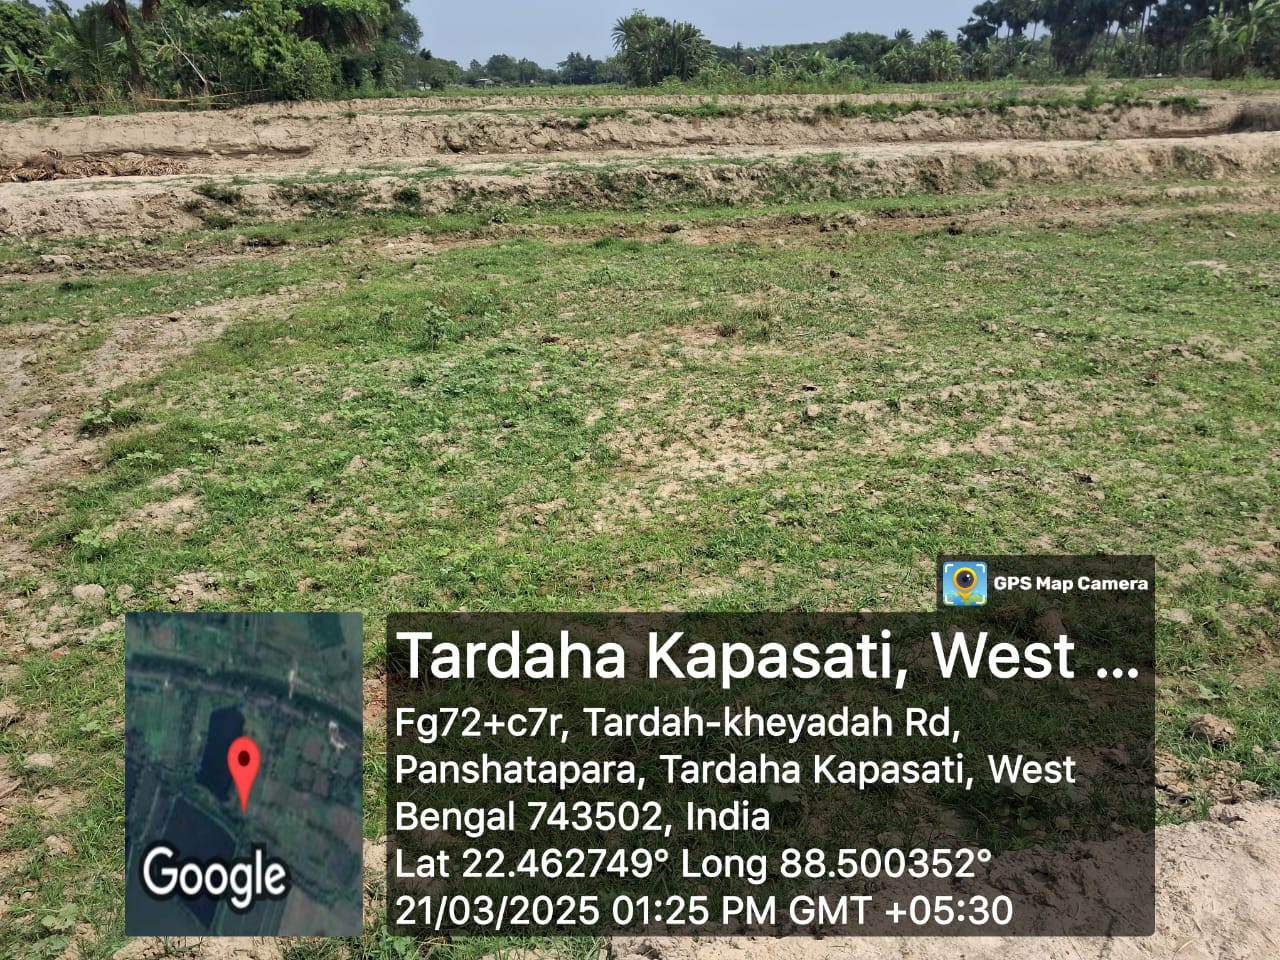 GPS Map Camera
Tardaha Kapasati, West ...
Fg72+c7r, Tardah-kheyadah Rd,
Panshatapara, Tardaha Kapasati, West
Bengal 743502, India
Lat 22.462749° Long 88.500352°
21/03/2025 01:25 PM GMT +05:30
Google